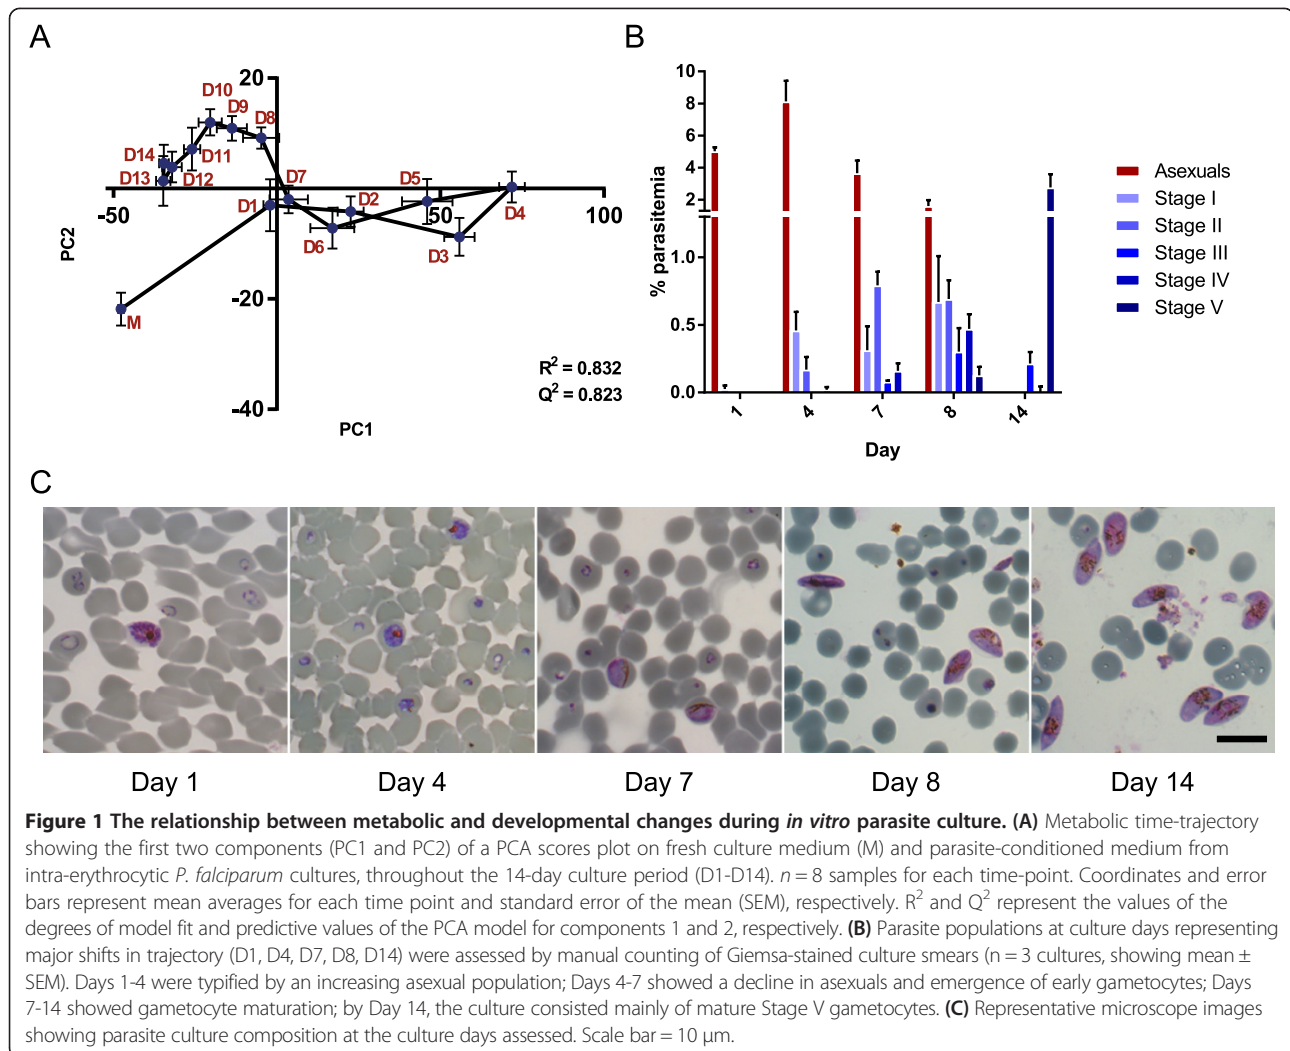 A
20
D10
D9
D8
D14
D11
D13
D12
D7
D5
D1
D2
-50
50
100
D4
D6
D3
PC2
-20
M
R² = 0.832
Q² = 0.823
-40
PC1
B
10
8
6
4
2
1.0
0.5
0.0
% parasitemia
1
4
7
8
14
Day
Asexuals
Stage I
Stage II
Stage III
Stage IV
Stage V
C
Day 1
Day 4
Day 7
Day 8
Day 14
Figure 1 The relationship between metabolic and developmental changes during in vitro parasite culture. (A) Metabolic time-trajectory
showing the first two components (PC1 and PC2) of a PCA scores plot on fresh culture medium (M) and parasite-conditioned medium from
intra-erythrocytic P. falciparum cultures, throughout the 14-day culture period (D1-D14). n = 8 samples for each time-point. Coordinates and error
bars represent mean averages for each time point and standard error of the mean (SEM), respectively. R² and Q² represent the values of the
degrees of model fit and predictive values of the PCA model for components 1 and 2, respectively. (B) Parasite populations at culture days representing
major shifts in trajectory (D1, D4, D7, D8, D14) were assessed by manual counting of Giemsa-stained culture smears (n = 3 cultures, showing mean ±
SEM). Days 1-4 were typified by an increasing asexual population; Days 4-7 showed a decline in asexuals and emergence of early gametocytes; Days
7-14 showed gametocyte maturation; by Day 14, the culture consisted mainly of mature Stage V gametocytes. (C) Representative microscope images
showing parasite culture composition at the culture days assessed. Scale bar = 10 μm.